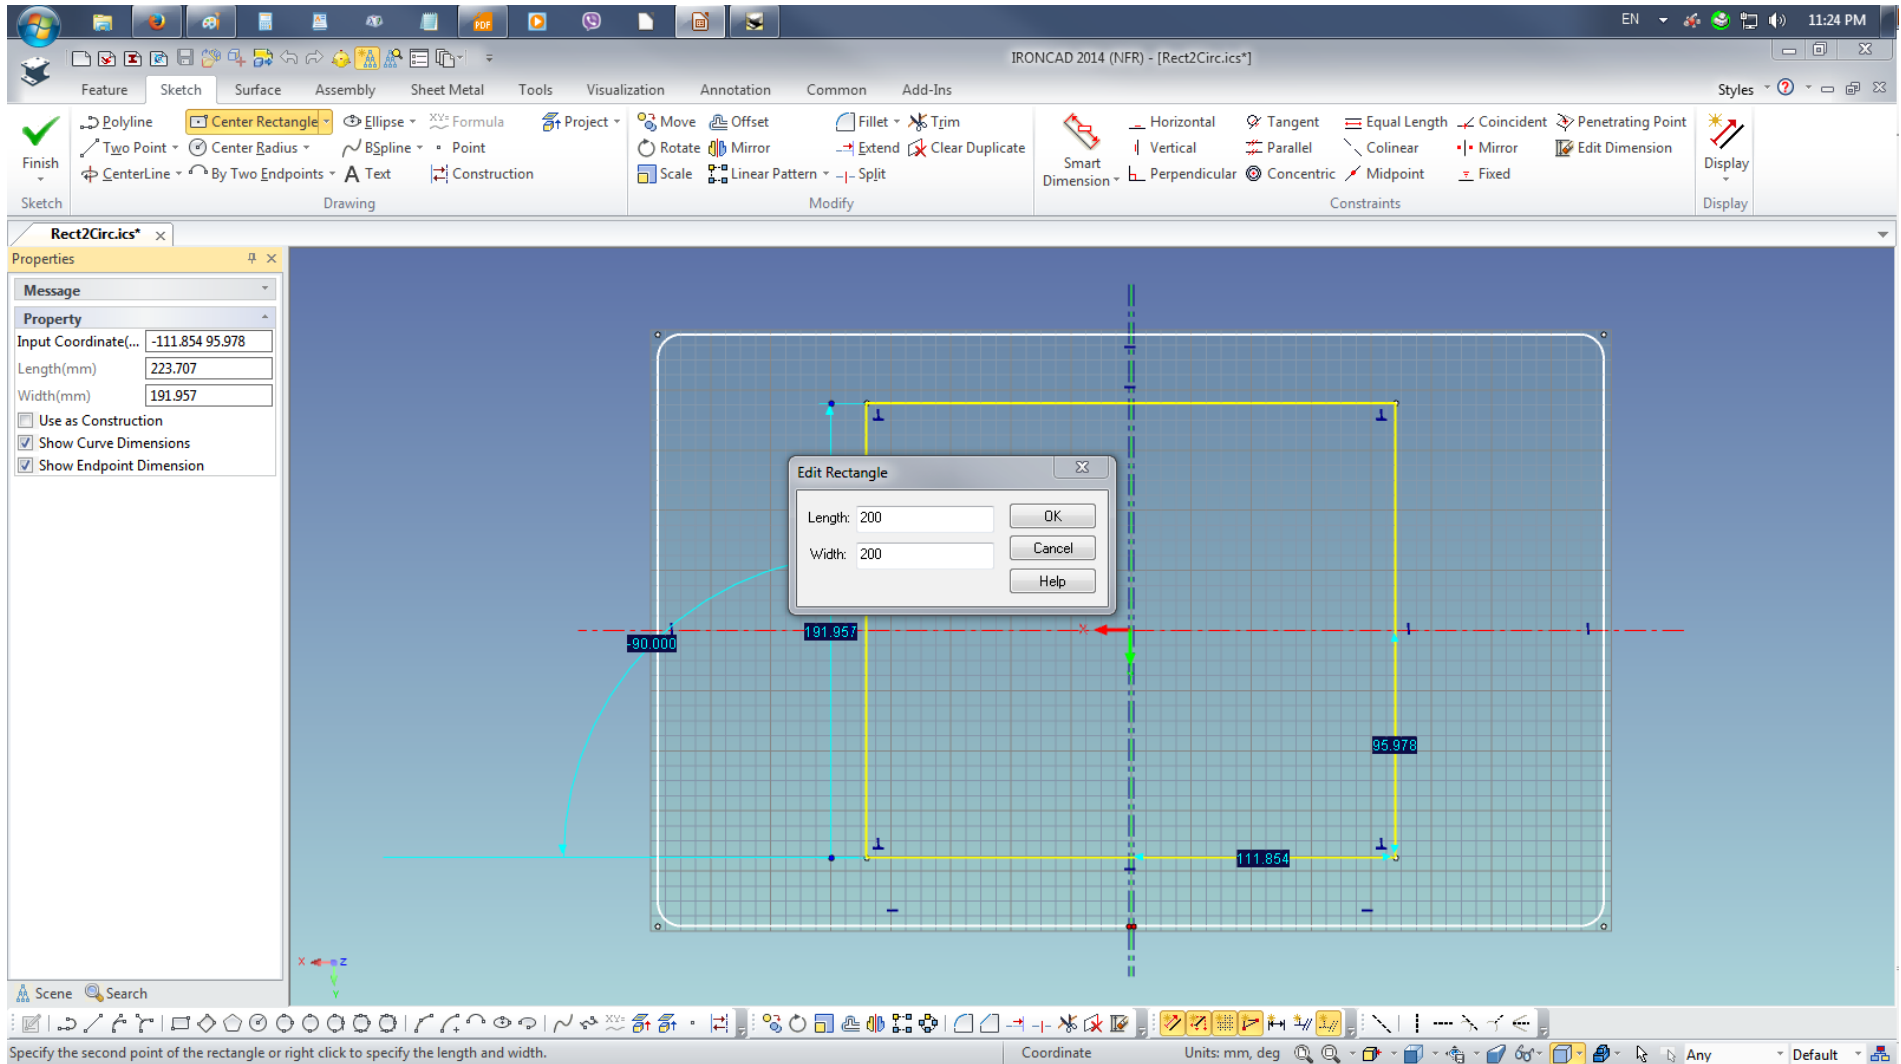 PDF
EN
11:24 PM
IRONCAD 2014 (NFR) - [Rect2Circ.ics*]
Feature Sketch Surface Assembly Sheet Metal Tools Visualization Annotation Common Add-Ins Styles
Polyline Center Rectangle Ellipse XY= Formula Project Move Offset Fillet Trim Horizontal Tangent Equal Length Coincident Penetrating Point
Two Point Center Radius BSpline Point Rotate Mirror Extend Clear Duplicate Vertical Parallel Colinear Mirror Edit Dimension
CenterLine By Two Endpoints A Text Construction Scale Linear Pattern Split Perpendicular Concentric Midpoint Fixed
Finish
Smart
Dimension
Display
Sketch Drawing Modify Constraints Display
Rect2Circ.ics*
Properties
Message
Property
Input Coordinate(... -111.854 95.978
Length(mm) 223.707
Width(mm) 191.957
Use as Construction
Show Curve Dimensions
Show Endpoint Dimension
Edit Rectangle
Length: 200 OK
Width: 200 Cancel
Help
X
191.957
-90.000
95.978
111.854
X Z
Y
Scene Search
Specify the second point of the rectangle or right click to specify the length and width. Coordinate Units: mm, deg Any Default